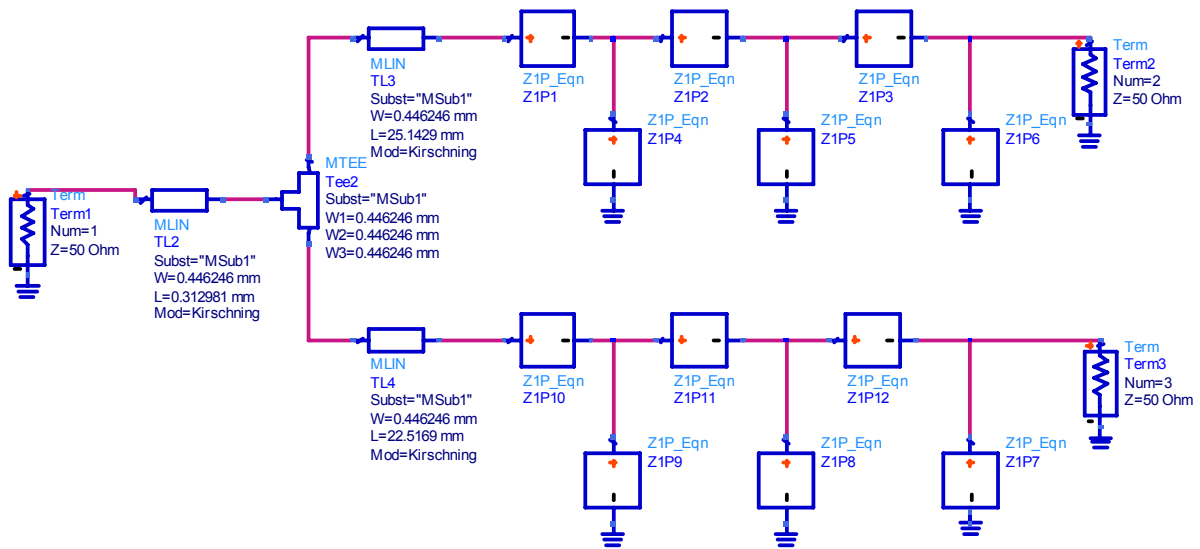 MLIN
TL3
Subst="MSub1"
W=0.446246 mm
L=25.1429 mm
Mod=Kirschning
Z1P_Eqn
Z1P1
Z1P_Eqn
Z1P2
Z1P_Eqn
Z1P3
Term
Term2
Num=2
Z=50 Ohm
Z1P_Eqn
Z1P4
Z1P_Eqn
Z1P5
Z1P_Eqn
Z1P6
MTEE
Tee2
Subst="MSub1"
W1=0.446246 mm
W2=0.446246 mm
W3=0.446246 mm
Term
Term1
Num=1
Z=50 Ohm
MLIN
TL2
Subst="MSub1"
W=0.446246 mm
L=0.312981 mm
Mod=Kirschning
MLIN
TL4
Subst="MSub1"
W=0.446246 mm
L=22.5169 mm
Mod=Kirschning
Z1P_Eqn
Z1P10
Z1P_Eqn
Z1P11
Z1P_Eqn
Z1P12
Term
Term3
Num=3
Z=50 Ohm
Z1P_Eqn
Z1P9
Z1P_Eqn
Z1P8
Z1P_Eqn
Z1P7